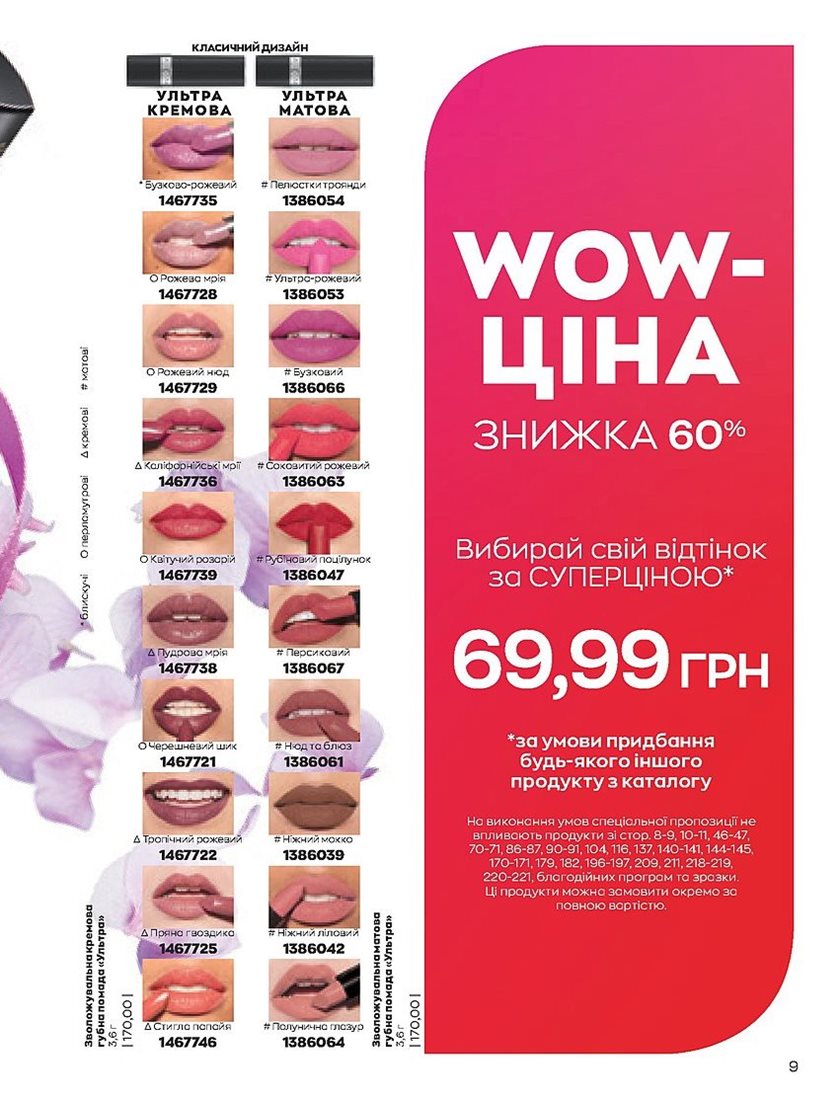 КЛАСИЧНИЙ ДИЗАЙН
УЛЬТРА
КРЕМОВА
УЛЬТРА
МАТОВА
* Бузково-рожевий
1467735
# Пелюстки троянди
1386054
O Рожева мрія
1467728
# Ультра-рожевий
1386053
O Рожевий нюд
1467729
# Бузковий
1386066
Δ Каліфорнійські мрії
1467736
# Соковитий рожевий
1386063
O Квітучий розарій
1467739
# Рубіновий поцілунок
1386047
Δ Пудрова мрія
1467738
# Персиковий
1386067
O Черешневий шик
1467721
# Нюд та блюз
1386061
Δ Тропічний рожевий
1467722
# Ніжний мокко
1386039
Δ Пряна гвоздика
1467725
# Ніжний ліловий
1386042
Δ Стигла папайя
1467746
# Полунична глазур
1386064
* блискучі O перламутрові Δ кремові # матові
Зволожувальна кремова
губна помада «Ультра»
3,6 г
| 170,00 |
Зволожувальна матова
губна помада «Ультра»
3,6 г
| 170,00 |
WOW-
ЦІНА
ЗНИЖКА 60%
Вибирай свій відтінок
за СУПЕРЦІНОЮ*
69,99 ГРН
*за умови придбання
будь-якого іншого
продукту з каталогу
На виконання умов спеціальної пропозиції не
впливають продукти зі стор. 8-9, 10-11, 46-47,
70-71, 86-87, 90-91, 104, 116, 137, 140-141, 144-145,
170-171, 179, 182, 196-197, 209, 211, 218-219,
220-221, благодійних програм та зразки.
Ці продукти можна замовити окремо за
повною вартістю.
9